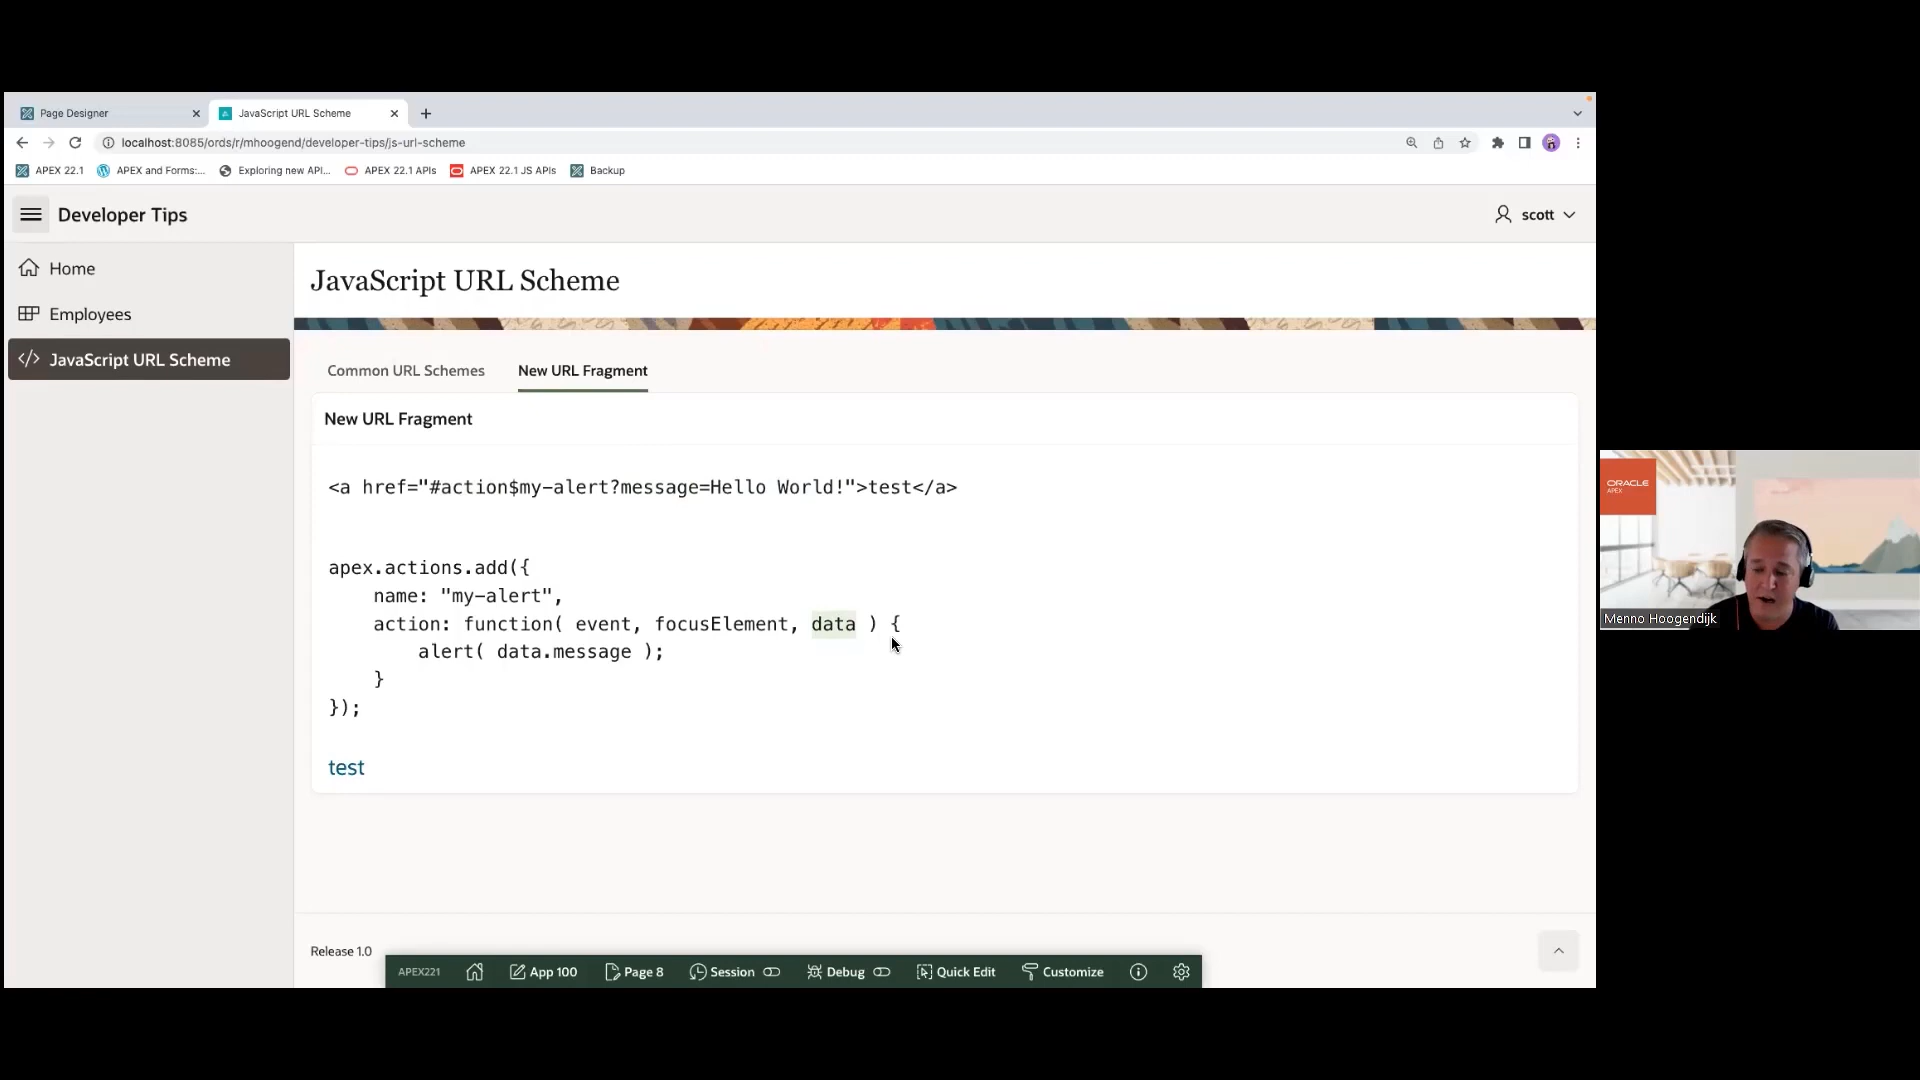 Page Designer
JavaScript URL Scheme
localhost:8085/ords/r/mhoogend/developer-tips/js-url-scheme
APEX 22.1
APEX and Forms:...
Exploring new API...
APEX 22.1 APIs
APEX 22.1 JS APIs
Backup
Developer Tips
scott
Home
Employees
JavaScript URL Scheme
JavaScript URL Scheme
Common URL Schemes
New URL Fragment
New URL Fragment
<a href="#action$my-alert?message=Hello World!">test</a>
apex.actions.add({
name: "my-alert",
action: function( event, focusElement, data ) {
alert( data.message );
}
});
test
Release 1.0
APEX221
App 100
Page 8
Session
Debug
Quick Edit
Customize
ORACLE
APEX
Menno Hoogendijk